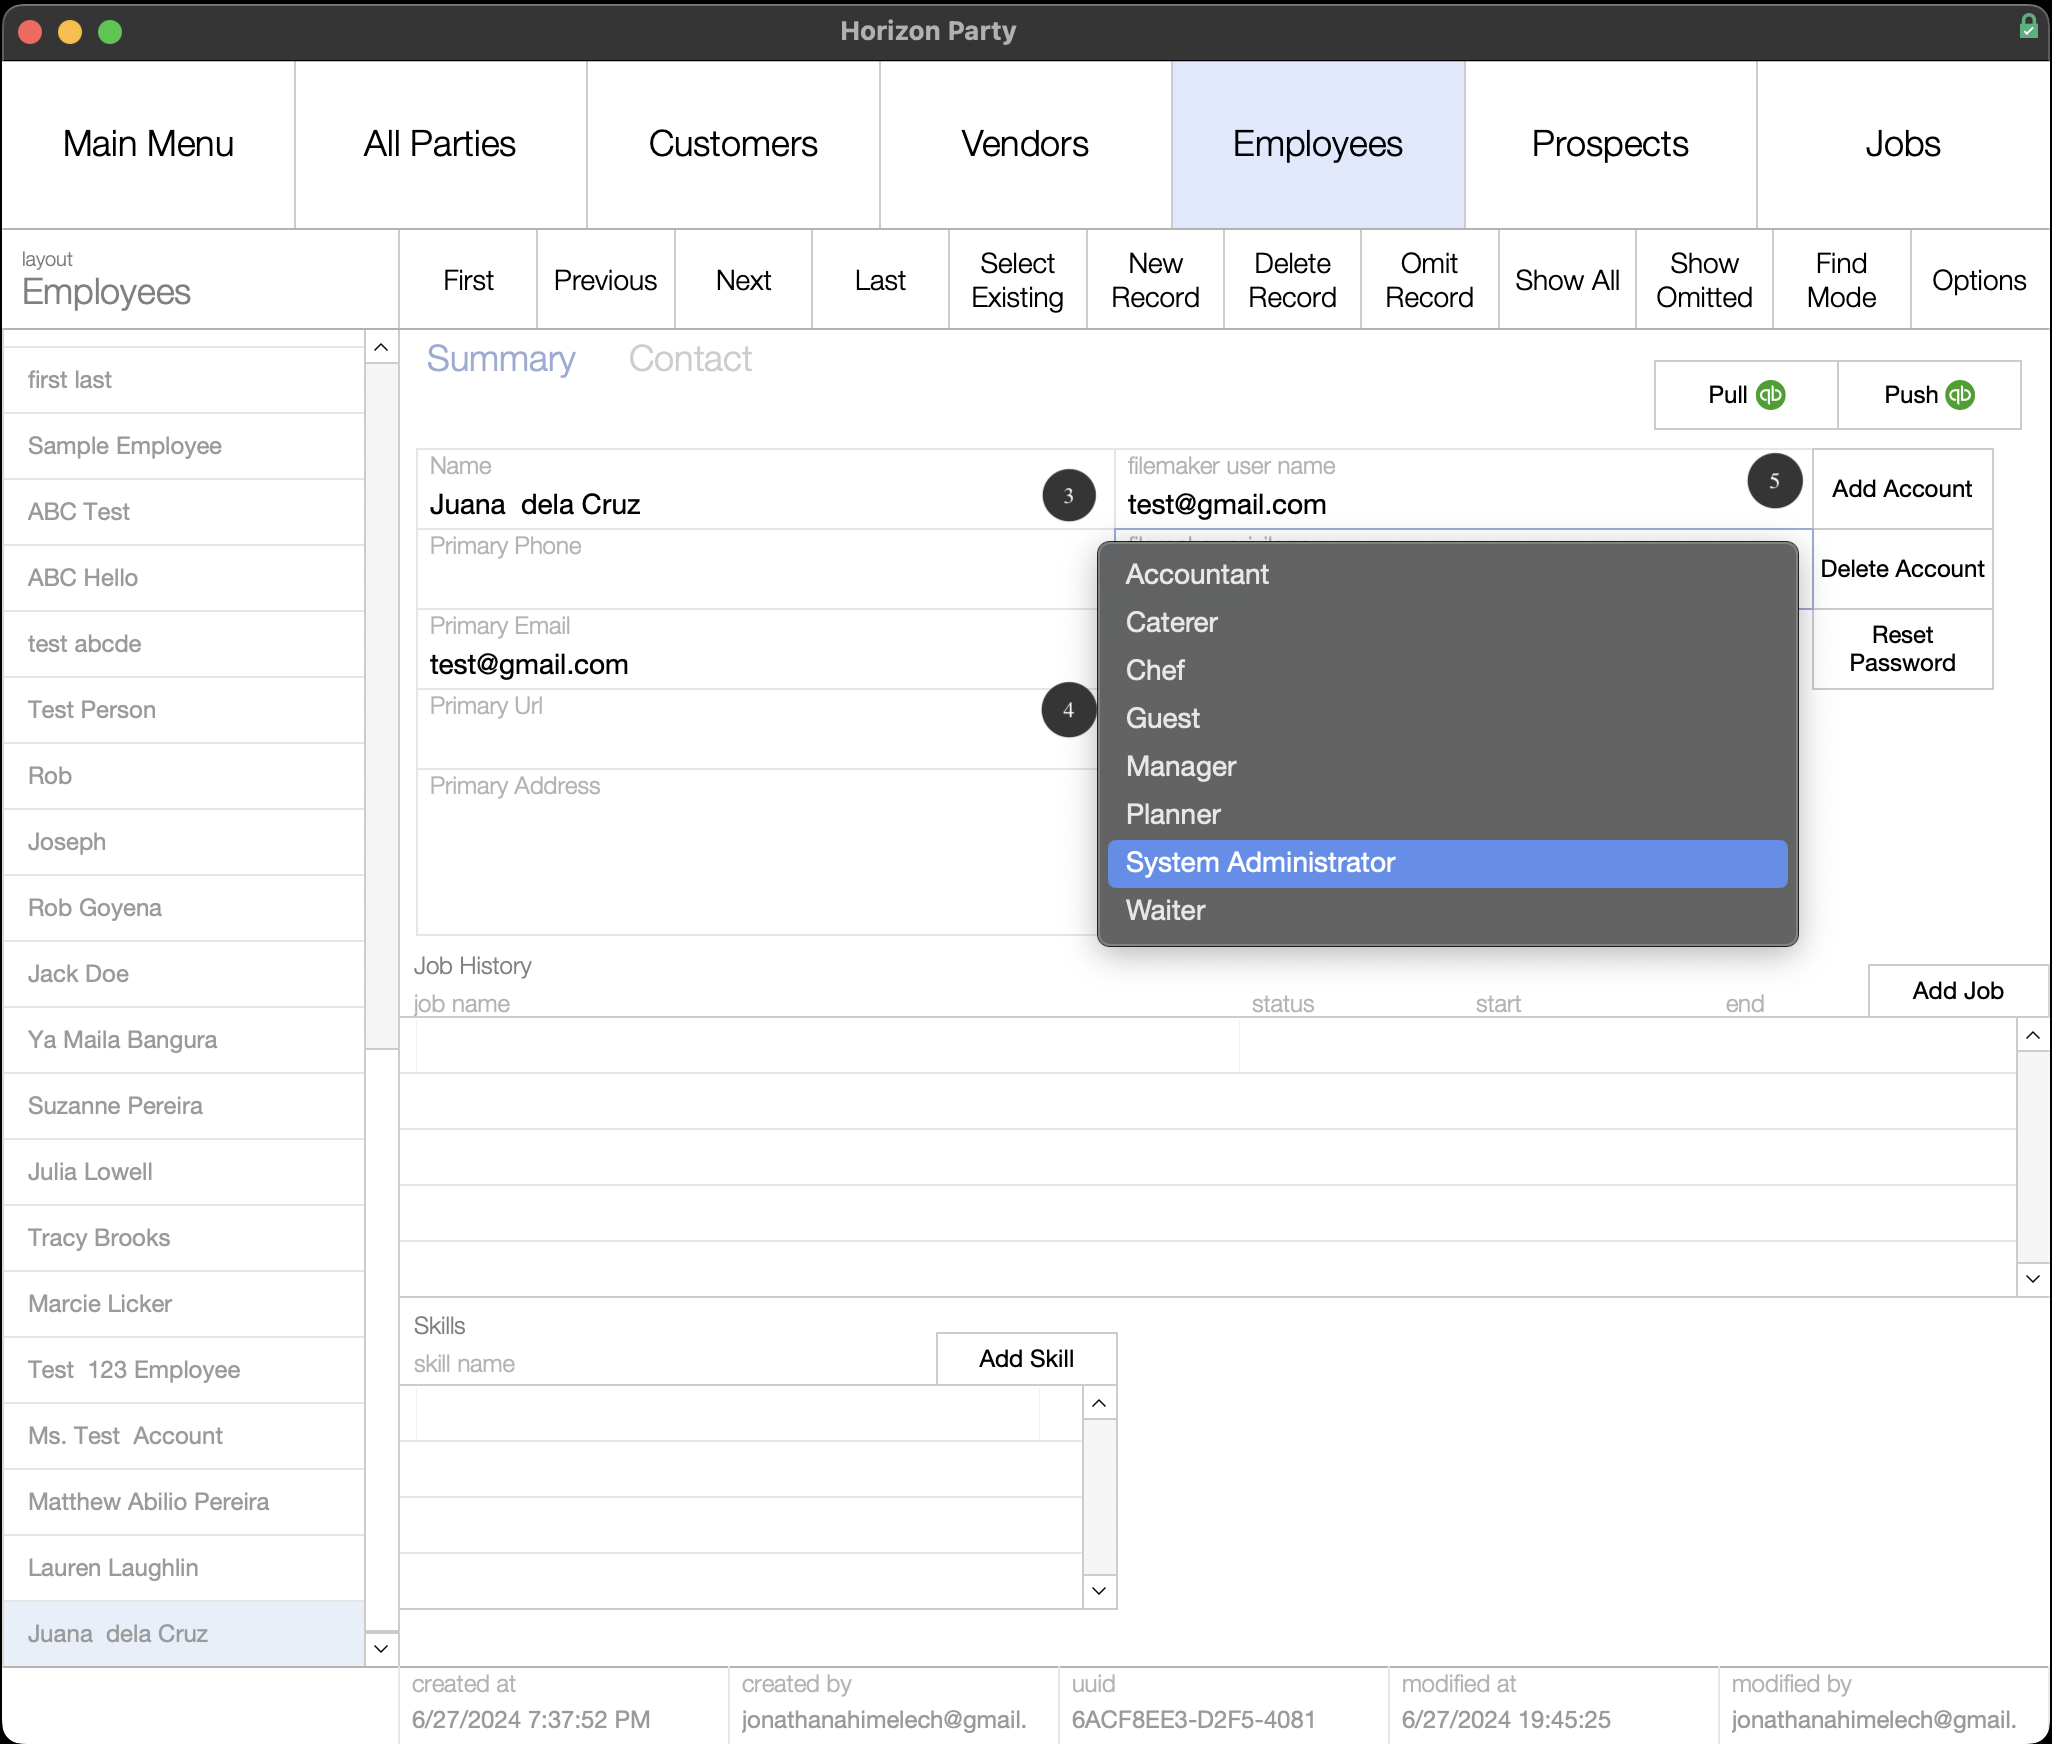 Horizon Party
Main Menu
All Parties
Customers
Vendors
Employees
Prospects
Jobs
layout
Employees
First
Previous
Next
Last
Select
Existing
New
Record
Delete
Record
Omit
Record
Show All
Show
Omitted
Find
Mode
Options
first last
Sample Employee
ABC Test
ABC Hello
test abcde
Test Person
Rob
Joseph
Rob Goyena
Jack Doe
Ya Maila Bangura
Suzanne Pereira
Julia Lowell
Tracy Brooks
Marcie Licker
Test  123 Employee
Ms. Test  Account
Matthew Abilio Pereira
Lauren Laughlin
Juana  dela Cruz
Summary
Contact
Pull qb
Push qb
Name
Juana  dela Cruz
3
filemaker user name
test@gmail.com
5
Add Account
Primary Phone
Delete Account
Primary Email
test@gmail.com
Reset
Password
Primary Url
4
Primary Address
Accountant
Caterer
Chef
Guest
Manager
Planner
System Administrator
Waiter
Job History
job name
status
start
end
Add Job
Skills
skill name
Add Skill
created at
6/27/2024 7:37:52 PM
created by
jonathanahimelech@gmail.
uuid
6ACF8EE3-D2F5-4081
modified at
6/27/2024 19:45:25
modified by
jonathanahimelech@gmail.